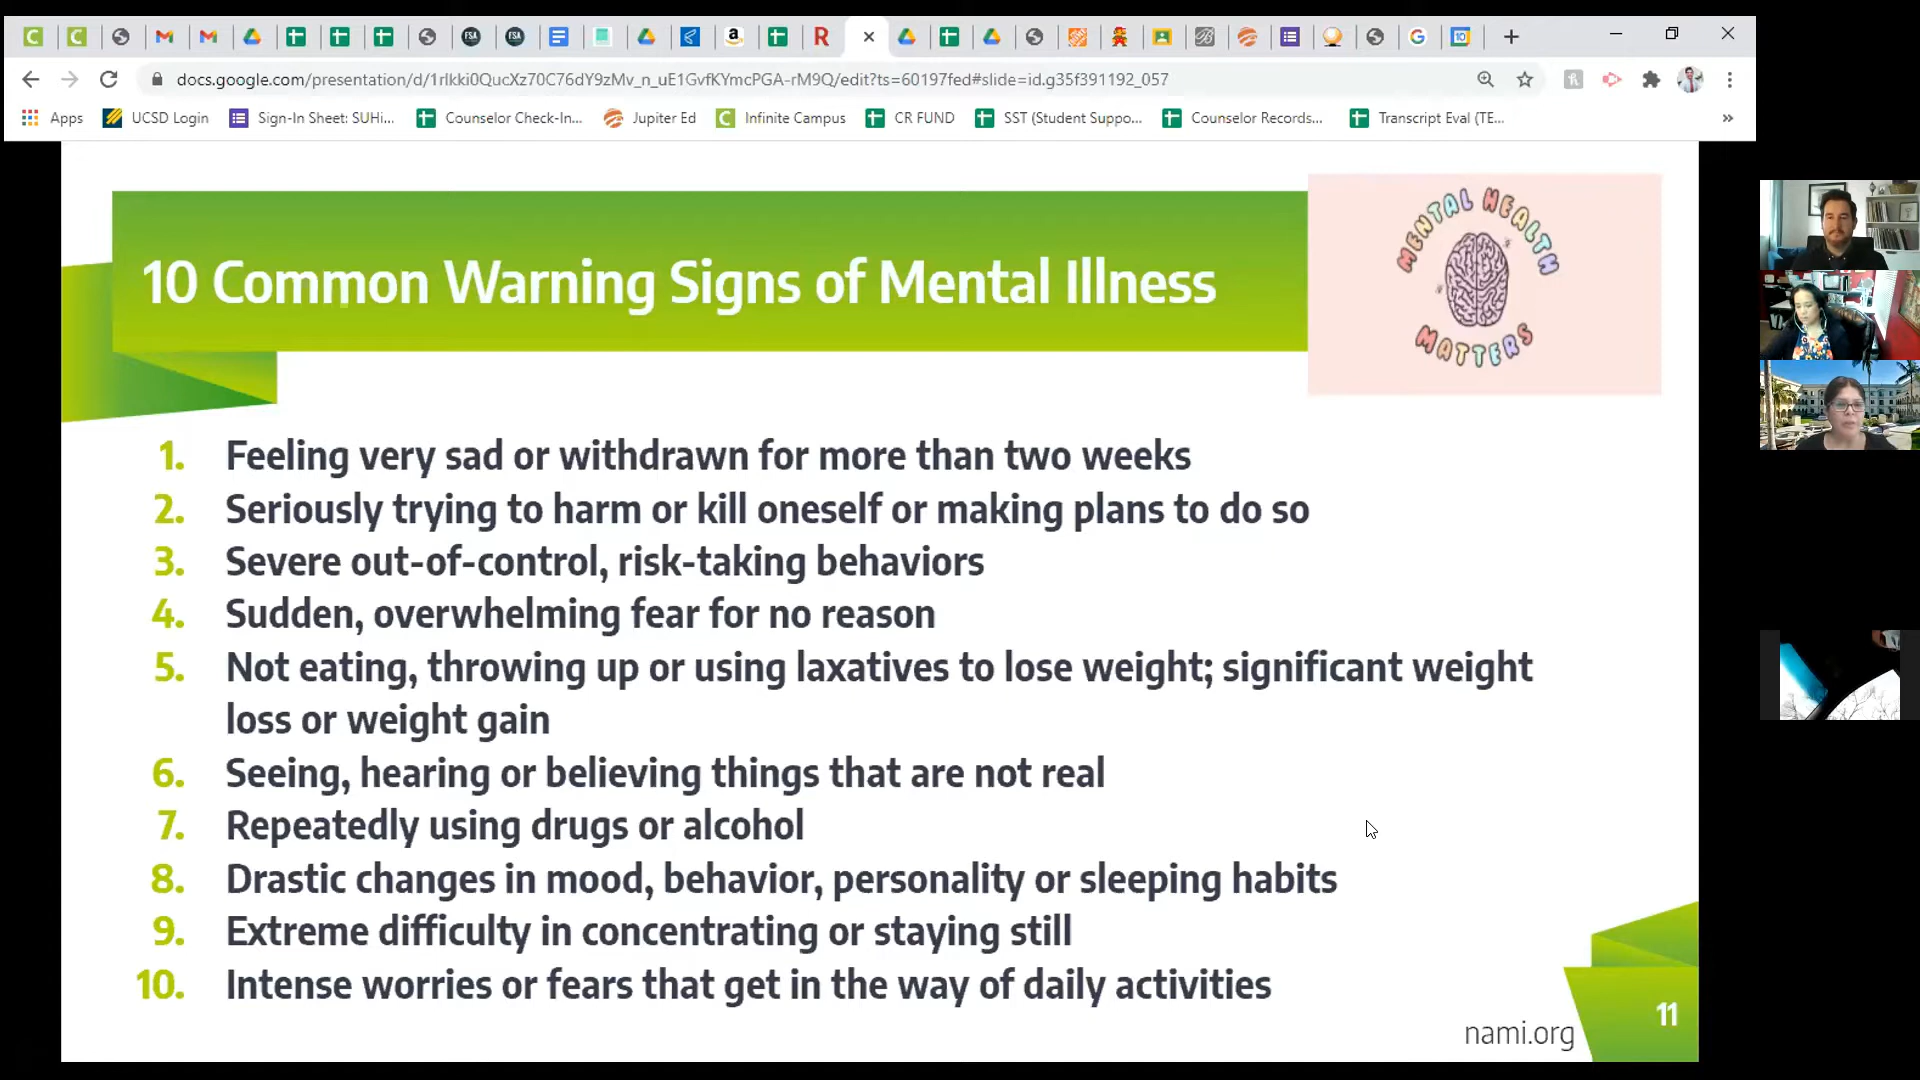 docs.google.com/presentation/d/1rlkki0QucXz70C76dY9zMv_n_uE1GvfKYmcPGA-rM9Q/edit?ts=60197fed#slide=id.g35f391192_057
Apps UCSD Login Sign-In Sheet: SUHi... Counselor Check-In... Jupiter Ed Infinite Campus CR FUND SST (Student Suppo... Counselor Records... Transcript Eval (TE...
MENTAL HEALTH
MATTERS
10 Common Warning Signs of Mental Illness
1. Feeling very sad or withdrawn for more than two weeks
2. Seriously trying to harm or kill oneself or making plans to do so
3. Severe out-of-control, risk-taking behaviors
4. Sudden, overwhelming fear for no reason
5. Not eating, throwing up or using laxatives to lose weight; significant weight
loss or weight gain
6. Seeing, hearing or believing things that are not real
7. Repeatedly using drugs or alcohol
8. Drastic changes in mood, behavior, personality or sleeping habits
9. Extreme difficulty in concentrating or staying still
10. Intense worries or fears that get in the way of daily activities
nami.org
11